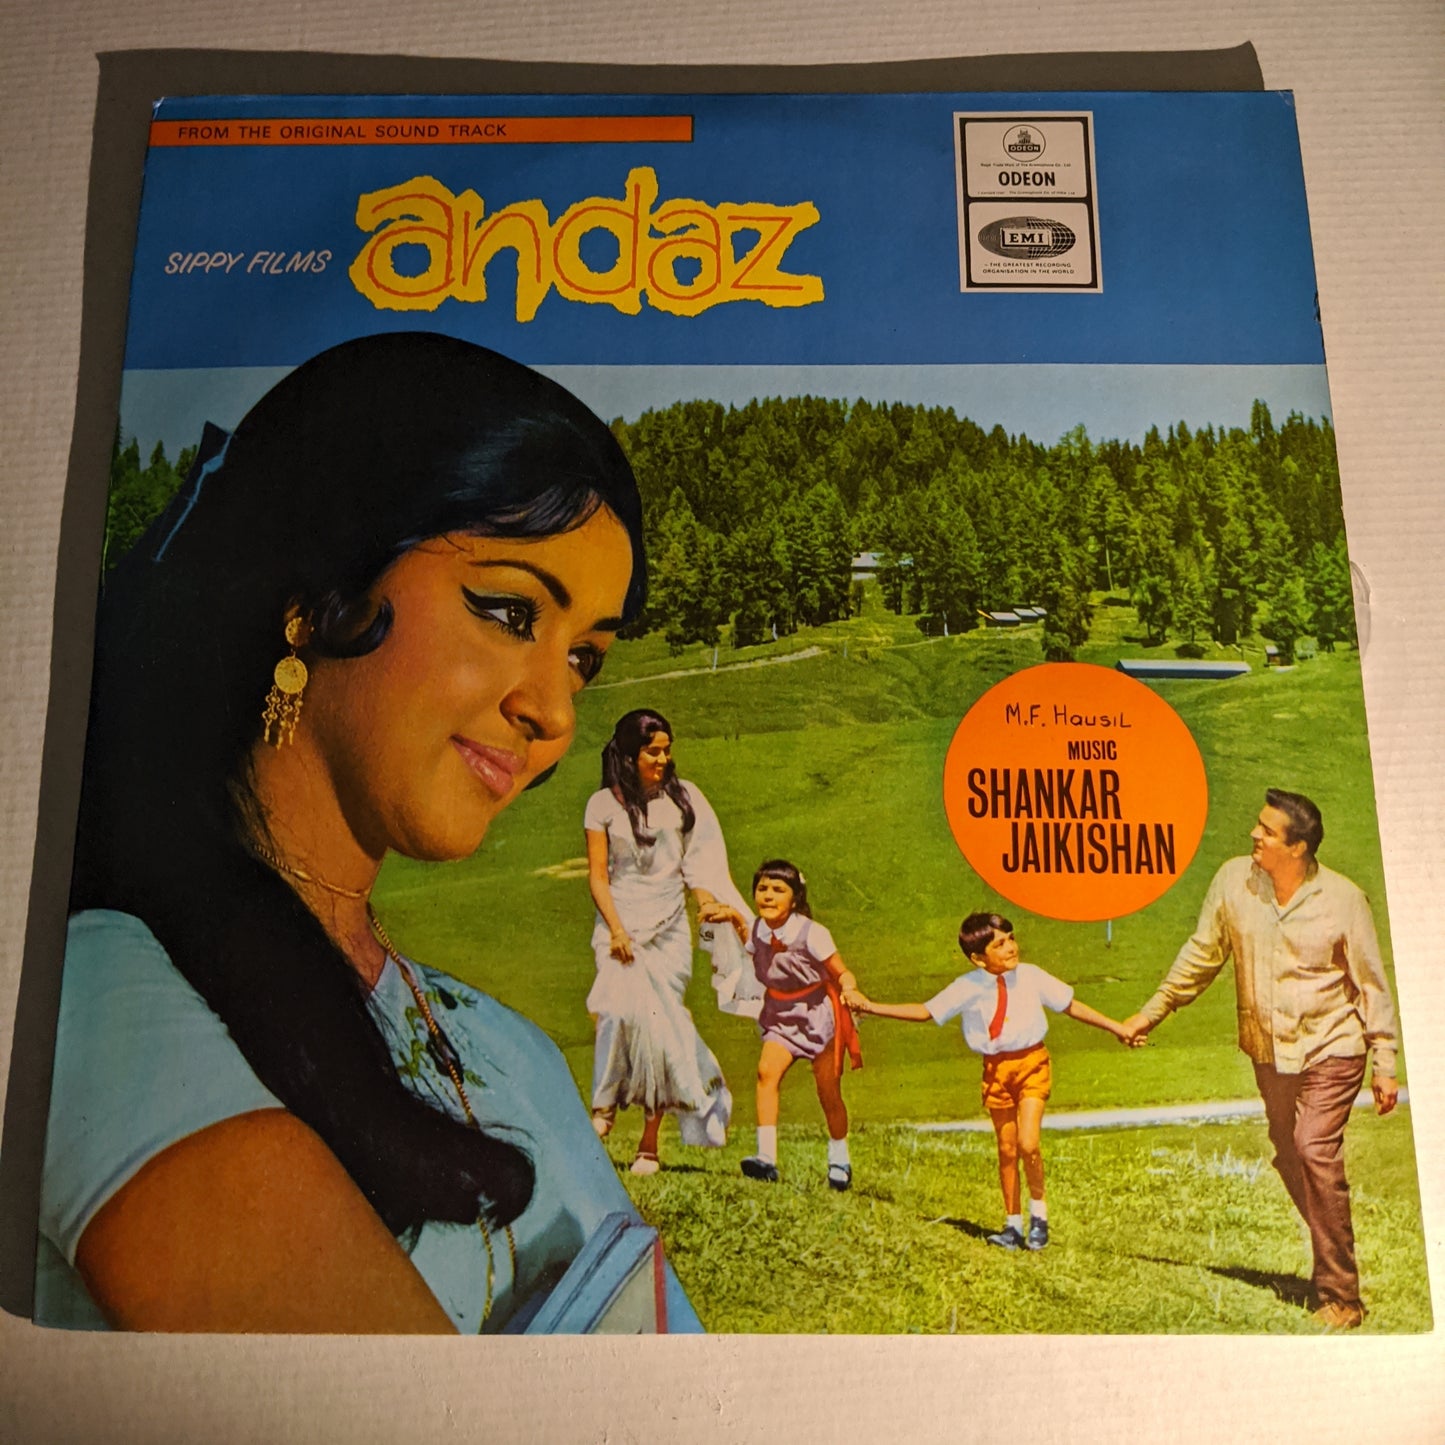 FROM THE ORIGINAL SOUND TRACK
SIPPY FILMS
andaz
ODEON
ODEON
EMI
— THE GREATEST RECORDING
ORGANISATION IN THE WORLD
M.F. Hausil
MUSIC
SHANKAR
JAIKISHAN